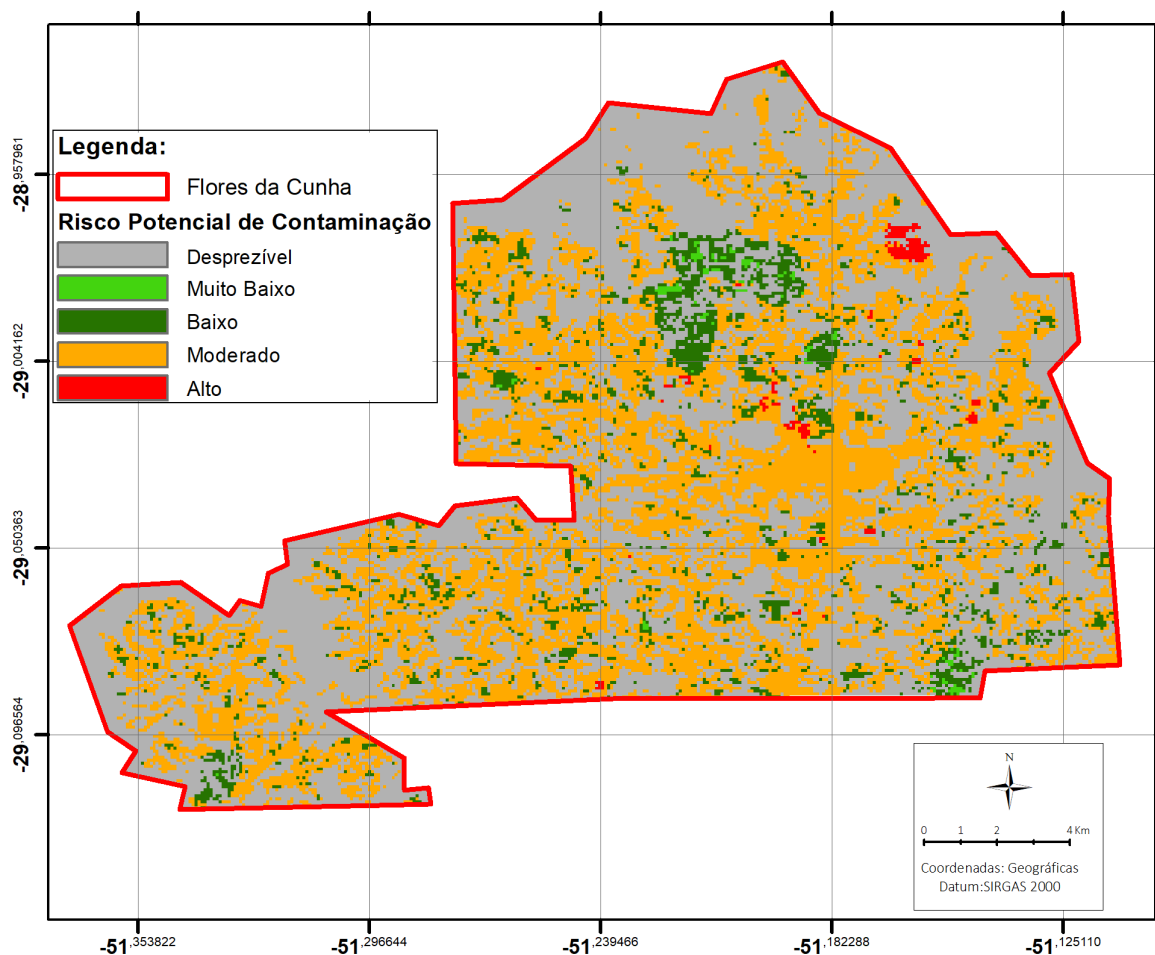 Legenda:
Flores da Cunha
Risco Potencial de Contaminação
Desprezível
Muito Baixo
Baixo
Moderado
Alto
-28,957961
-29,004162
-29,050363
-29,096564
N
0 1 2 4 Km
Coordenadas: Geográficas
Datum:SIRGAS 2000
-51,353822 -51,296644 -51,239466 -51,182288 -51,125110